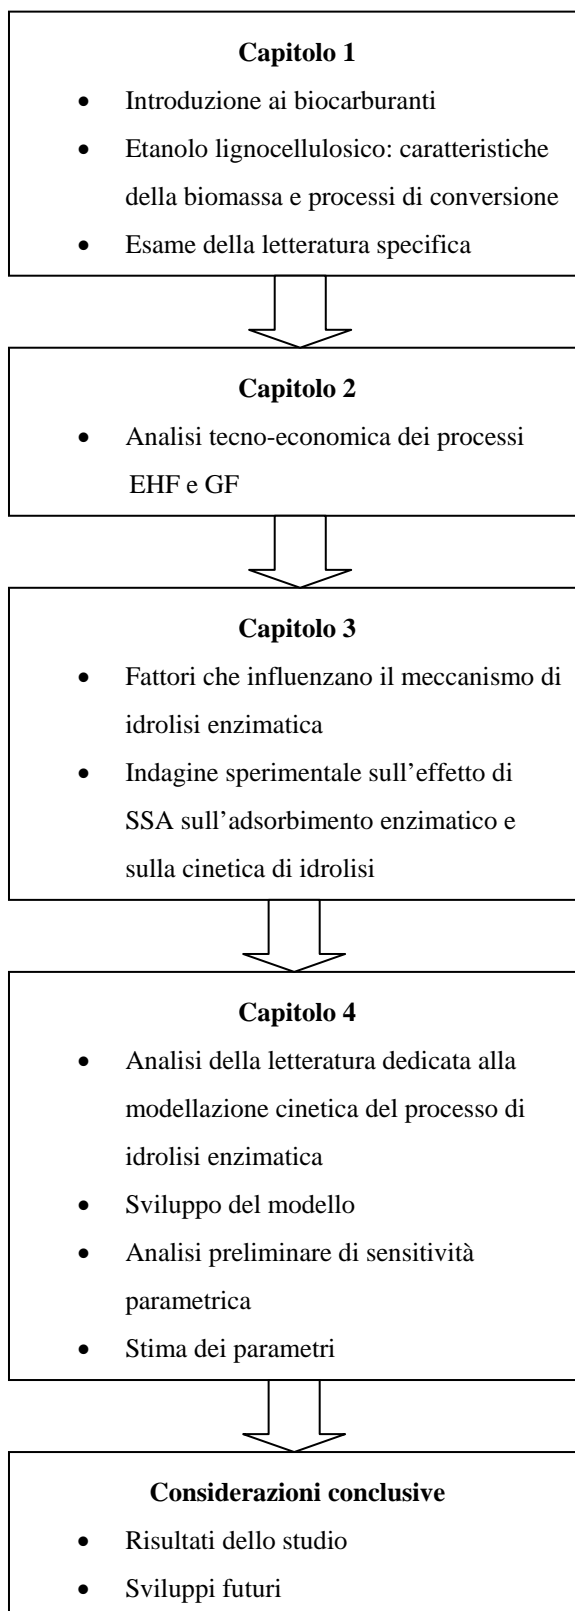 Capitolo 1
• Introduzione ai biocarburanti
• Etanolo lignocellulosico: caratteristiche
della biomassa e processi di conversione
• Esame della letteratura specifica
Capitolo 2
• Analisi tecno-economica dei processi
EHF e GF
Capitolo 3
• Fattori che influenzano il meccanismo di
idrolisi enzimatica
• Indagine sperimentale sull’effetto di
SSA sull’adsorbimento enzimatico e
sulla cinetica di idrolisi
Capitolo 4
• Analisi della letteratura dedicata alla
modellazione cinetica del processo di
idrolisi enzimatica
• Sviluppo del modello
• Analisi preliminare di sensitività
parametrica
• Stima dei parametri
Considerazioni conclusive
• Risultati dello studio
• Sviluppi futuri